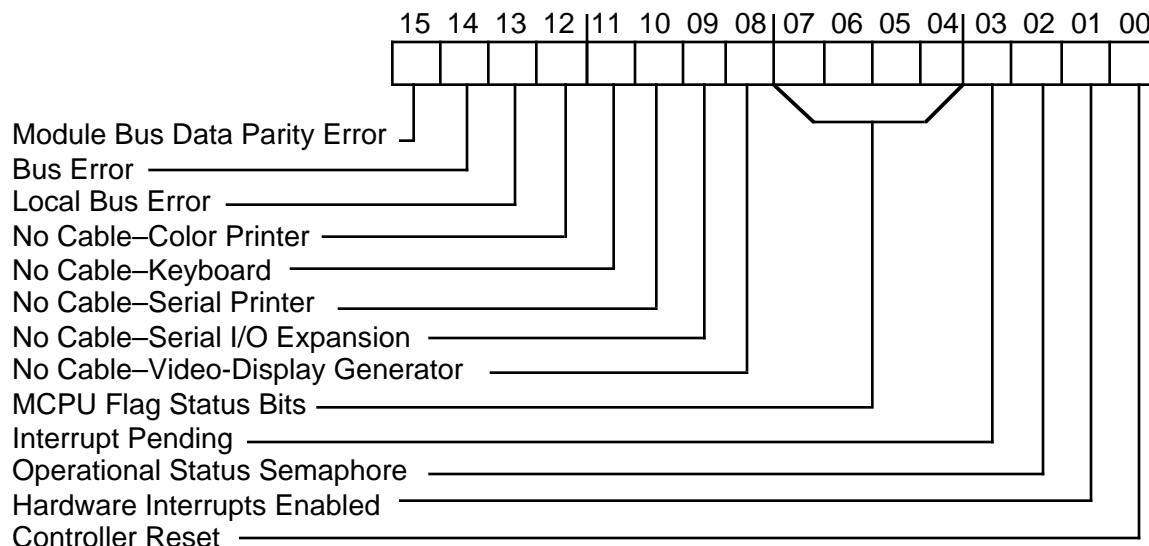 15 14 13 12 11 10 09 08 07 06 05 04 03 02 01 00
Module Bus Data Parity Error
Bus Error
Local Bus Error
No Cable–Color Printer
No Cable–Keyboard
No Cable–Serial Printer
No Cable–Serial I/O Expansion
No Cable–Video-Display Generator
MCPU Flag Status Bits
Interrupt Pending
Operational Status Semaphore
Hardware Interrupts Enabled
Controller Reset